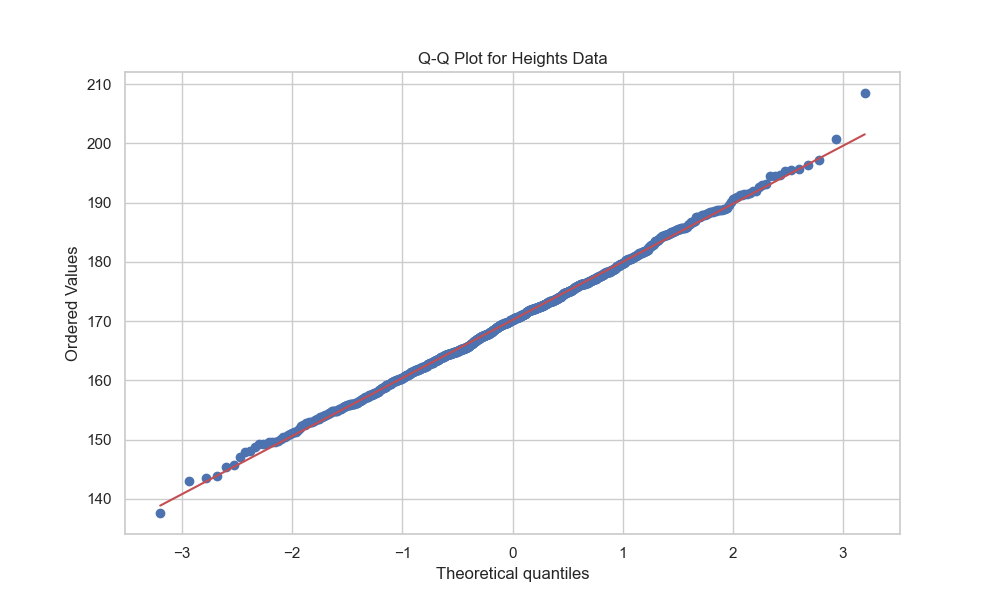 Q-Q Plot for Heights Data
210
200
190
180
170
160
150
140
Ordered Values
−3 −2 −1 0 1 2 3
Theoretical quantiles